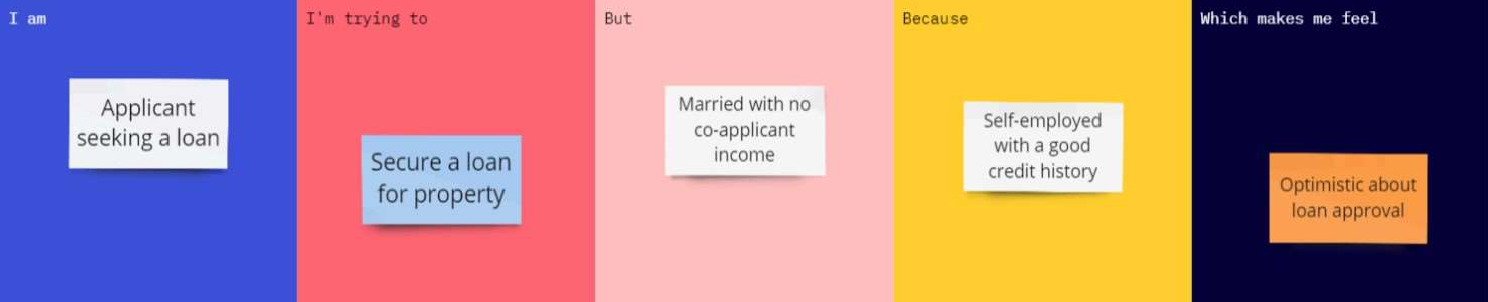 I am
Applicant
seeking a loan
I'm trying to
Secure a loan
for property
But
Married with no
co-applicant
income
Because
Self-employed
with a good
credit history
Which makes me feel
Optimistic about
loan approval